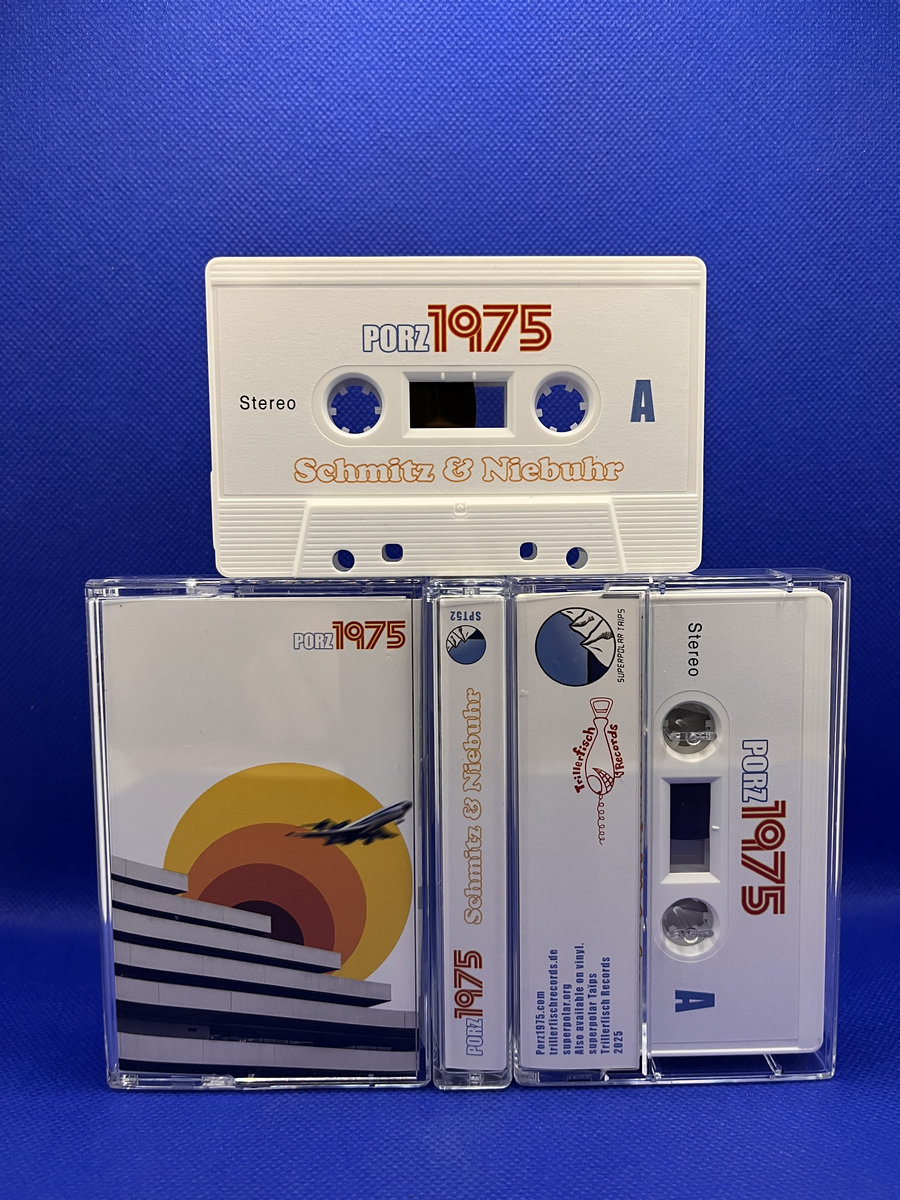 PORZ1975
Stereo
A
Schmitz & Niebuhr
PORZ1975
SPT52
Schmitz & Niebuhr
PORZ1975
SUPERPOLAR TAIPS
Trillerfisch
Records
Porz1975.com
trillerfischrecords.de
superpolar.org
Also available on vinyl.
superpolar Taips
Trillerfisch Records
2025
Stereo
PORZ1975
A